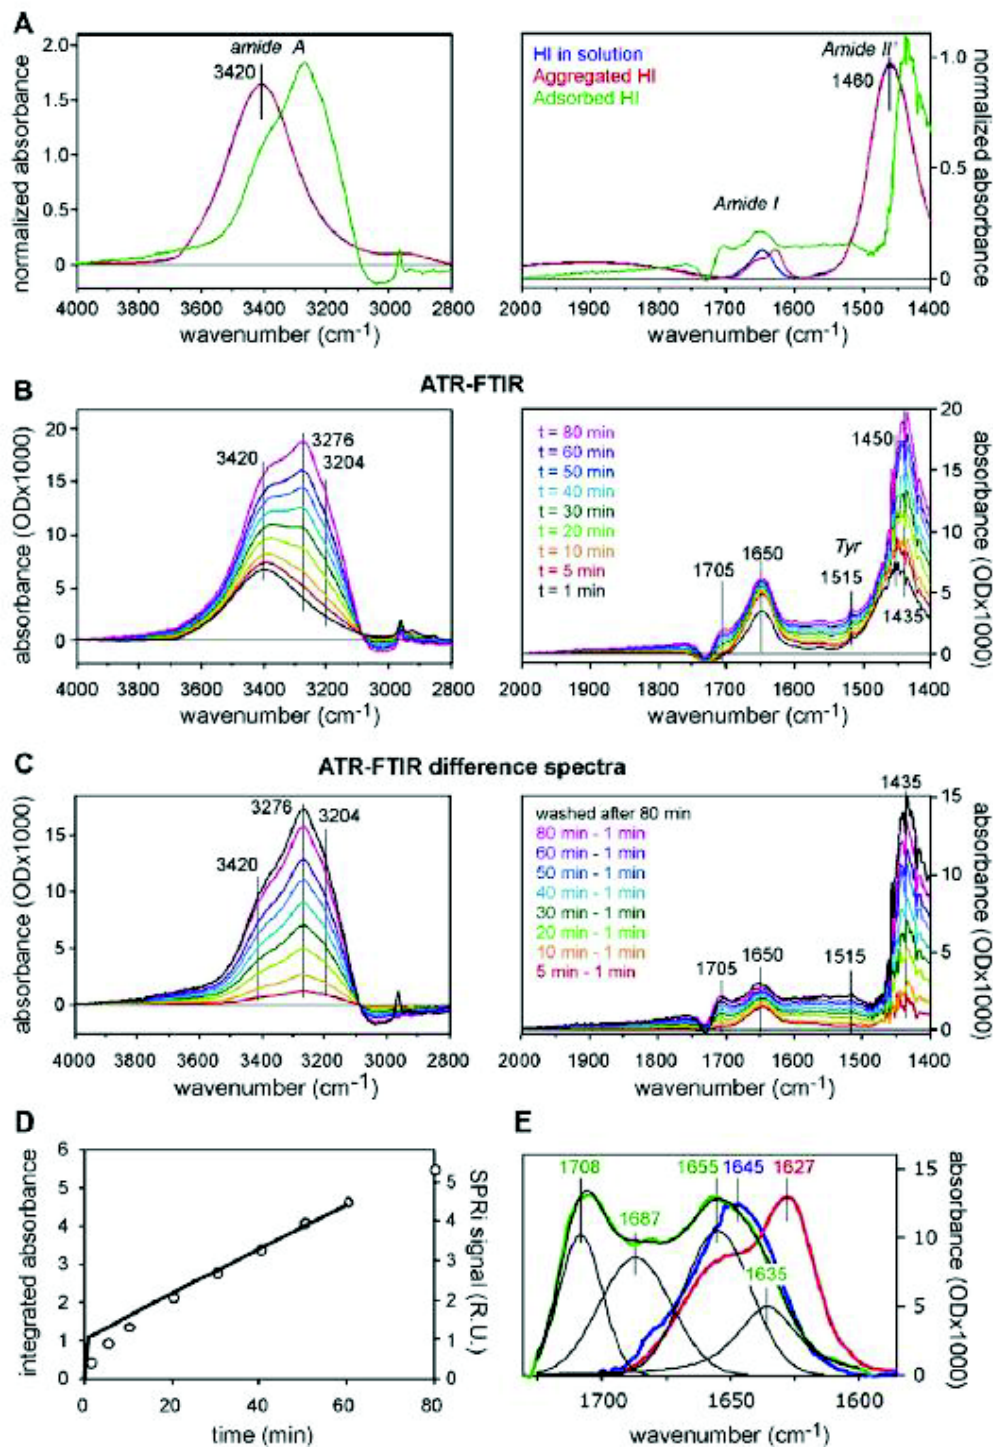 A
amide A
3420
2.0
1.5
1.0
0.5
0
normalized absorbance
4000 3800 3600 3400 3200 3000 2800
wavenumber (cm-1)
HI in solution
Aggregated HI
Adsorbed HI
Amide I
Amide II'
1460
1.0
0.5
0
normalized absorbance
2000 1900 1800 1700 1600 1500 1400
wavenumber (cm-1)
B
ATR-FTIR
3420
3276
3204
20
15
10
5
0
absorbance (ODx1000)
4000 3800 3600 3400 3200 3000 2800
wavenumber (cm-1)
t = 80 min
t = 60 min
t = 50 min
t = 40 min
t = 30 min
t = 20 min
t = 10 min
t = 5 min
t = 1 min
1705
1650
Tyr
1515
1450
1435
20
15
10
5
0
absorbance (ODx1000)
2000 1900 1800 1700 1600 1500 1400
wavenumber (cm-1)
C
ATR-FTIR difference spectra
3276
3204
3420
15
10
5
0
absorbance (ODx1000)
4000 3800 3600 3400 3200 3000 2800
wavenumber (cm-1)
washed after 80 min
80 min - 1 min
60 min - 1 min
50 min - 1 min
40 min - 1 min
30 min - 1 min
20 min - 1 min
10 min - 1 min
5 min - 1 min
1705
1650
1515
1435
15
10
5
0
absorbance (ODx1000)
2000 1900 1800 1700 1600 1500 1400
wavenumber (cm-1)
D
6
5
4
3
2
1
0
integrated absorbance
5
4
3
2
1
0
SPRi signal (R.U.)
0 20 40 60 80
time (min)
E
1708
1687
1655
1645
1627
1635
15
10
5
0
absorbance (ODx1000)
1700 1650 1600
wavenumber (cm-1)